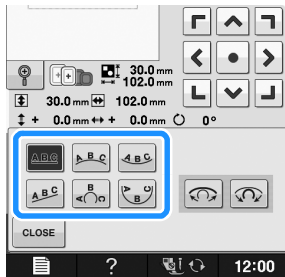 30.0 mm
102.0 mm
30.0 mm 102.0 mm
+ 0.0 mm + 0.0 mm 0°
ABC ABC ABC
ABC ABC ABC
CLOSE
? 12:00